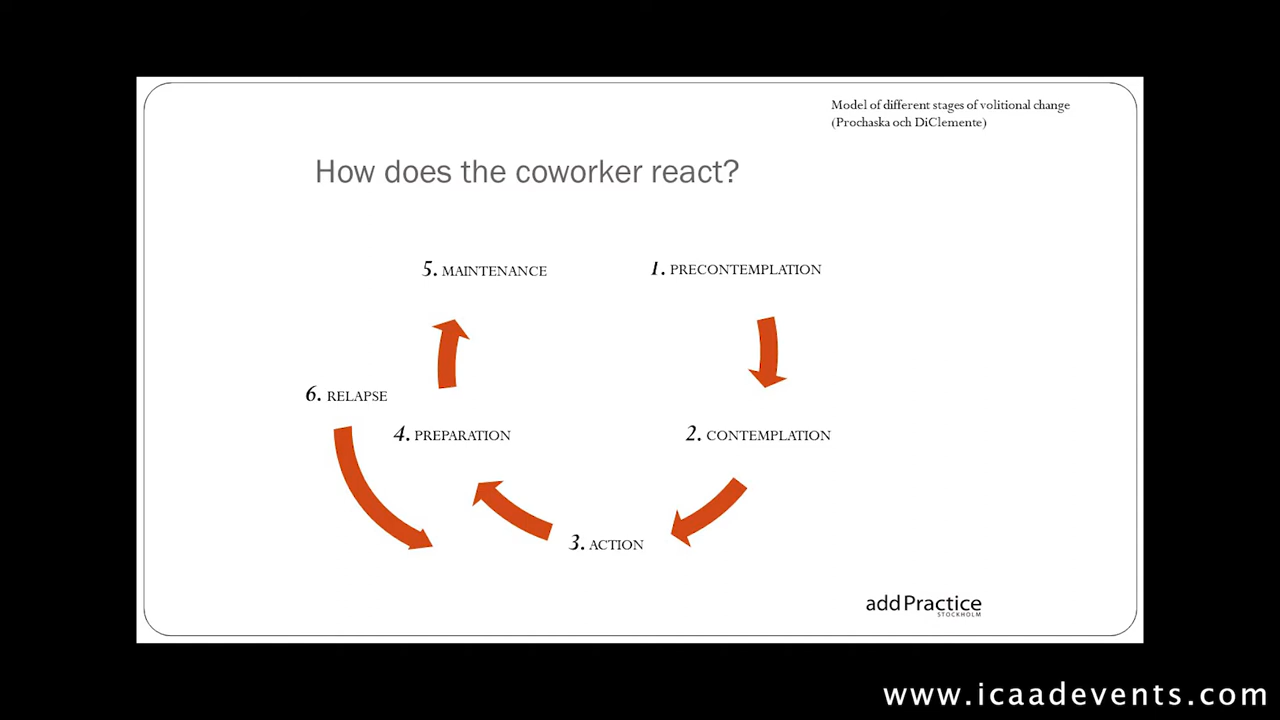 Model of different stages of volitional change
(Prochaska och DiClemente)
How does the coworker react?
5. MAINTENANCE
1. PRECONTEMPLATION
6. RELAPSE
4. PREPARATION
2. CONTEMPLATION
3. ACTION
addPractice
STOCKHOLM
www.icaadevents.com